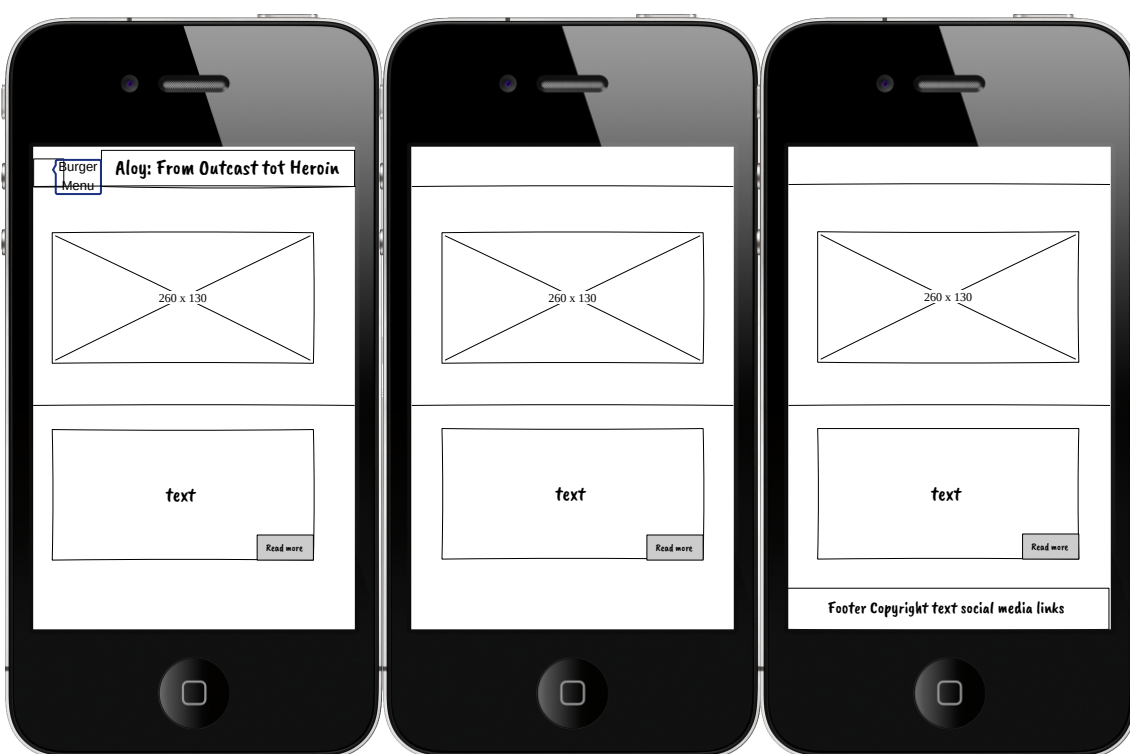 Burger
Menu
Aloy: From Outcast tot Heroin
260 x 130
text
Read more
260 x 130
text
Read more
260 x 130
text
Read more
Footer Copyright text social media links